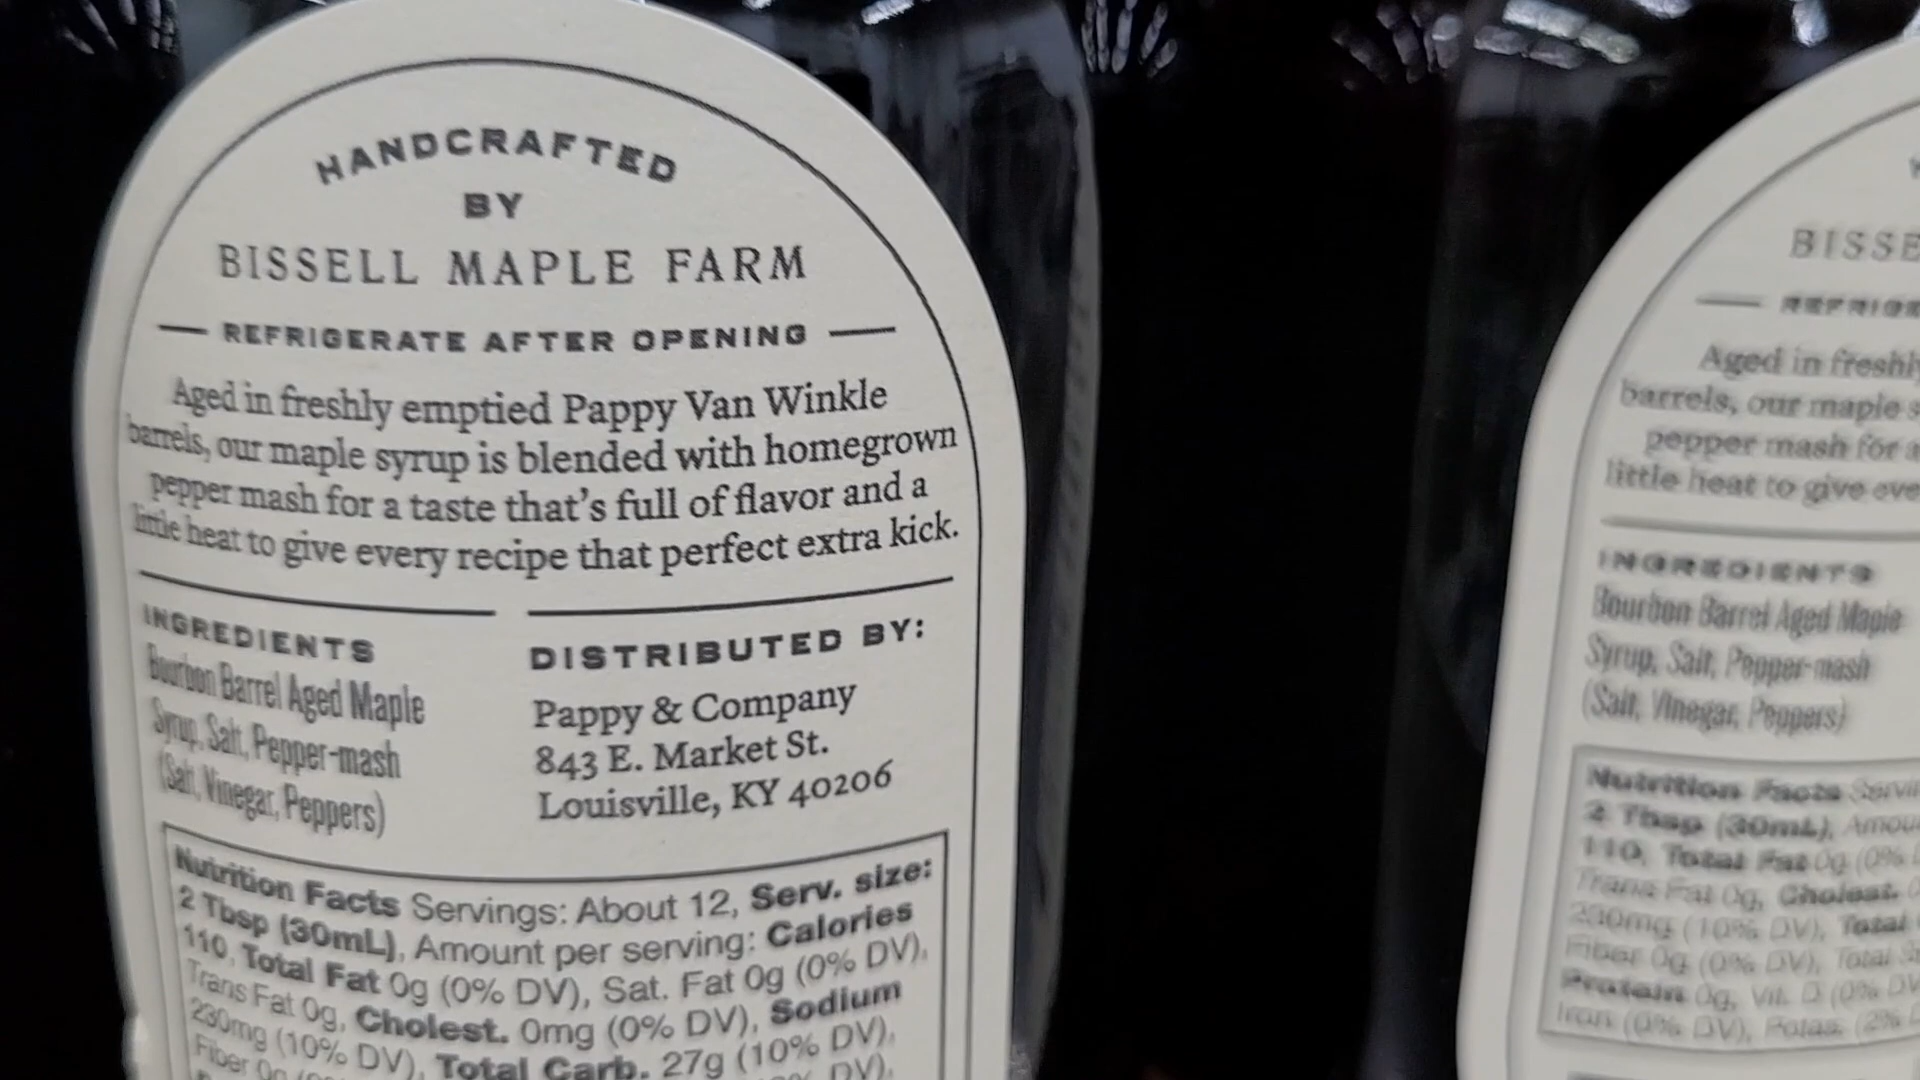 HANDCRAFTED
BY
BISSELL MAPLE FARM
REFRIGERATE AFTER OPENING
Aged in freshly emptied Pappy Van Winkle
barrels, our maple syrup is blended with homegrown
pepper mash for a taste that's full of flavor and a
little heat to give every recipe that perfect extra kick.
INGREDIENTS
Bourbon Barrel Aged Maple
Syrup, Salt, Pepper-mash
(Salt, Vinegar, Peppers)
DISTRIBUTED BY:
Pappy & Company
843 E. Market St.
Louisville, KY 40206
Nutrition Facts Servings: About 12, Serv. size:
2 Tbsp (30mL), Amount per serving: Calories
110, Total Fat 0g (0% DV), Sat. Fat 0g (0% DV),
Trans Fat 0g, Cholest. 0mg (0% DV), Sodium
230mg (10% DV), Total Carb. 27g (10% DV),
Fiber 0g DV),
BISSE
REFRIGE
Aged in freshly
barrels, our maple s
pepper mash for a
little heat to give eve
INGREDIENTS
Bourbon Barrel Aged Maple
Syrup, Salt, Pepper-mash
(Salt, Vinegar, Peppers)
Nutrition Facts Servin
2 Tbsp (30mL), Amou
110, Total Fat 0g (0%
Trans Fat 0g, Cholest.
230mg (10% DV), Total
Fiber 0g (0% DV), Total
Protein 0g, Vit. D (0% DV
Iron (0% DV), Potas. (2%